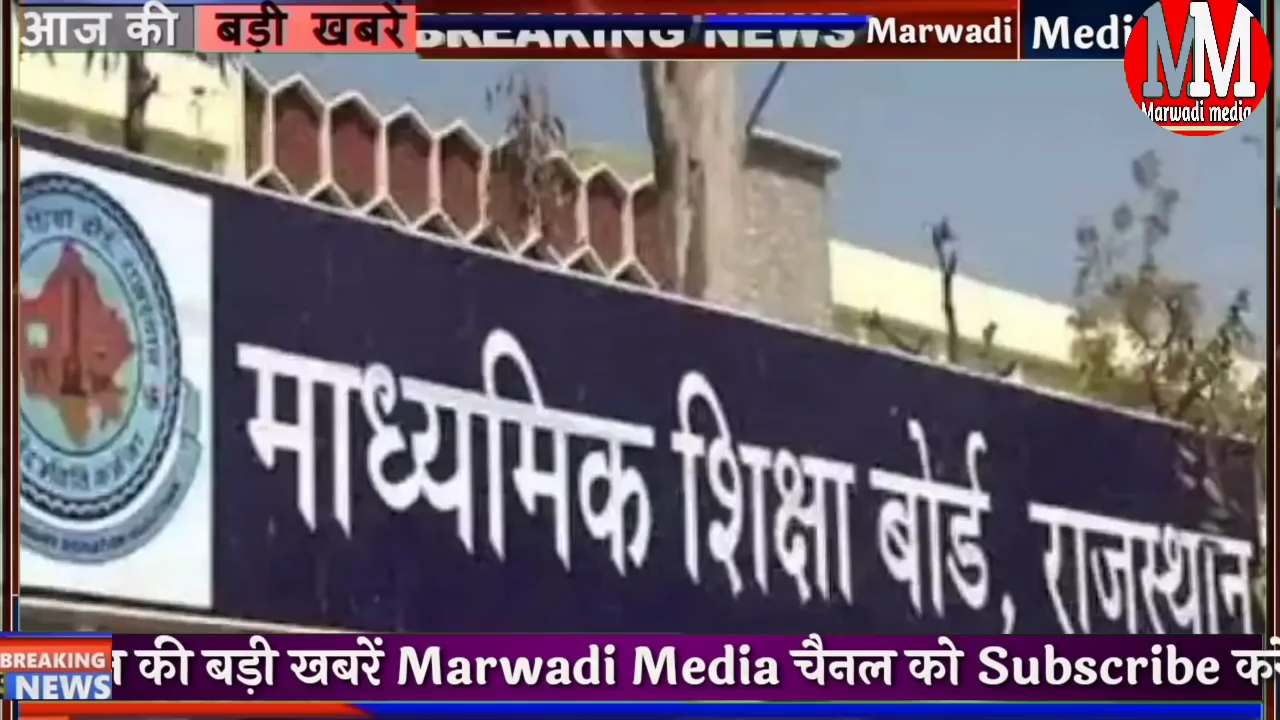 आज की बड़ी खबरें BREAKING NEWS Marwadi Medi
MM
Marwadi media
माध्यमिक शिक्षा बोर्ड, राजस्थान
BREAKING
NEWS
की बड़ी खबरें Marwadi Media चैनल को Subscribe